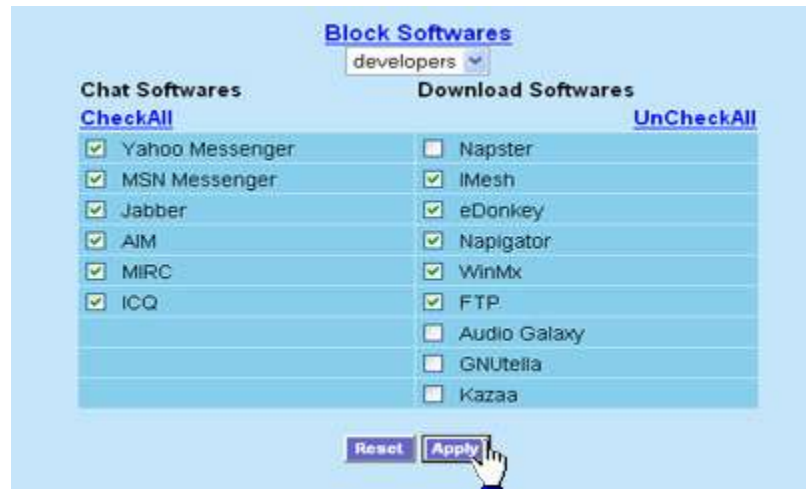 Block Softwares
developers
Chat Softwares Download Softwares
CheckAll UnCheckAll
Yahoo Messenger Napster
MSN Messenger IMesh
Jabber eDonkey
AIM Napigator
MIRC WinMx
ICQ FTP
Audio Galaxy
GNUtella
Kazaa
Reset Apply